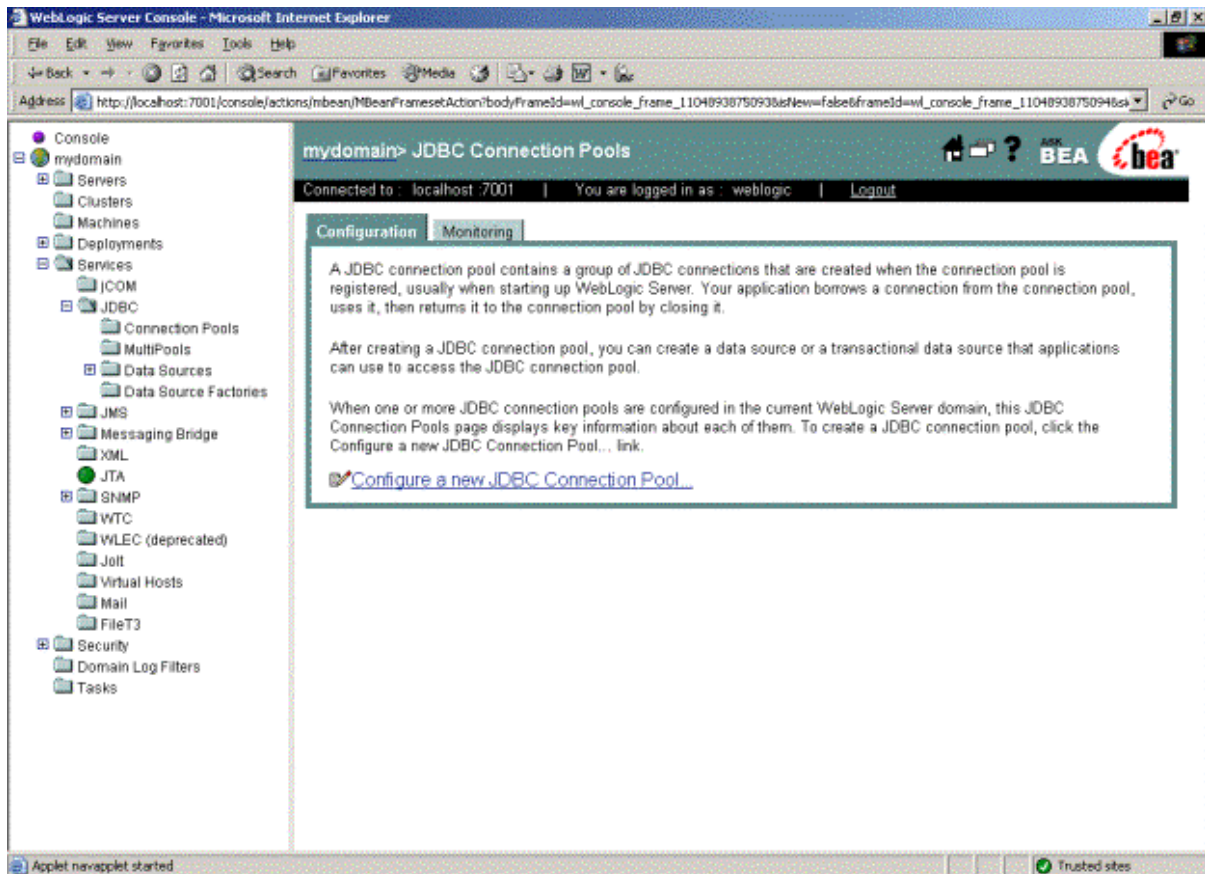 WebLogic Server Console - Microsoft Internet Explorer
File Edit View Favorites Tools Help
Back Search Favorites Media
Address http://localhost:7001/console/actions/mbean/MBeanFramesetAction?bodyFrameId=wl_console_frame_1104893875093&isNew=false&frameId=wl_console_frame_1104893875094&si Go
Console
mydomain
Servers
Clusters
Machines
Deployments
Services
JCOM
JDBC
Connection Pools
MultiPools
Data Sources
Data Source Factories
JMS
Messaging Bridge
XML
JTA
SNMP
WTC
WLEC (deprecated)
Jolt
Virtual Hosts
Mail
FileT3
Security
Domain Log Filters
Tasks
mydomain> JDBC Connection Pools
? ASK BEA bea
Connected to : localhost :7001 | You are logged in as : weblogic | Logout
Configuration Monitoring
A JDBC connection pool contains a group of JDBC connections that are created when the connection pool is
registered, usually when starting up WebLogic Server. Your application borrows a connection from the connection pool,
uses it, then returns it to the connection pool by closing it.
After creating a JDBC connection pool, you can create a data source or a transactional data source that applications
can use to access the JDBC connection pool.
When one or more JDBC connection pools are configured in the current WebLogic Server domain, this JDBC
Connection Pools page displays key information about each of them. To create a JDBC connection pool, click the
Configure a new JDBC Connection Pool... link.
Configure a new JDBC Connection Pool...
Applet navapplet started
Trusted sites